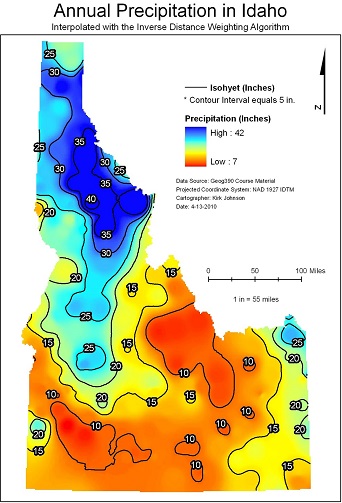 Annual Precipitation in Idaho
Interpolated with the Inverse Distance Weighting Algorithm
Isohyet (Inches)
* Contour Interval equals 5 in.
Precipitation (Inches)
High : 42
Low : 7
Data Source: Geog390 Course Material
Projected Coordinate System: NAD 1927 IDTM
Cartographer: Kirk Johnson
Date: 4-13-2010
N
0 50 100 Miles
1 in = 55 miles
25
30
35
25
30
35
30
25
35
40
20
35
30
20
15
15
25
25
15
15
25
10
20
20
10
10
15
20
15
10
15
10
20
10
10
20
15
10
15
10